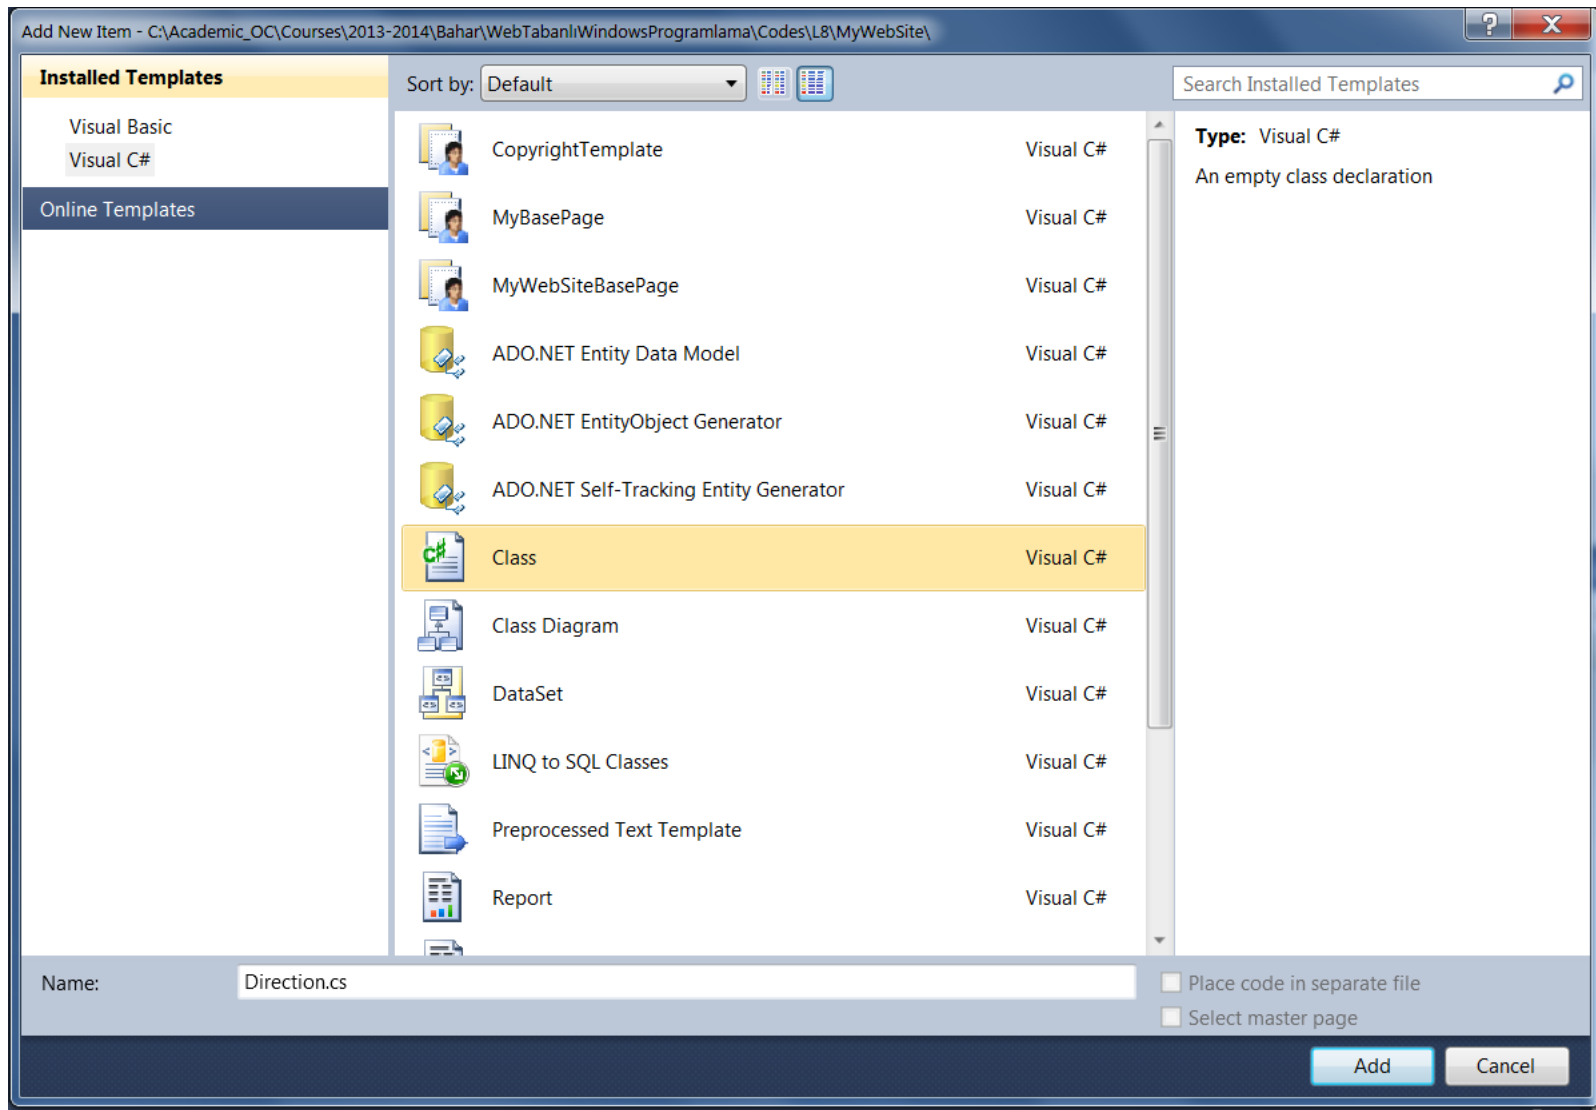 Add New Item - C:\Academic_OC\Courses\2013-2014\Bahar\WebTabanlıWindowsProgramlama\Codes\L8\MyWebSite\
Installed Templates
Visual Basic
Visual C#
Online Templates
Sort by: Default
Search Installed Templates
CopyrightTemplate Visual C#
MyBasePage Visual C#
MyWebSiteBasePage Visual C#
ADO.NET Entity Data Model Visual C#
ADO.NET EntityObject Generator Visual C#
ADO.NET Self-Tracking Entity Generator Visual C#
Class Visual C#
Class Diagram Visual C#
DataSet Visual C#
LINQ to SQL Classes Visual C#
Preprocessed Text Template Visual C#
Report Visual C#
Type: Visual C#
An empty class declaration
Name: Direction.cs
Place code in separate file
Select master page
Add Cancel